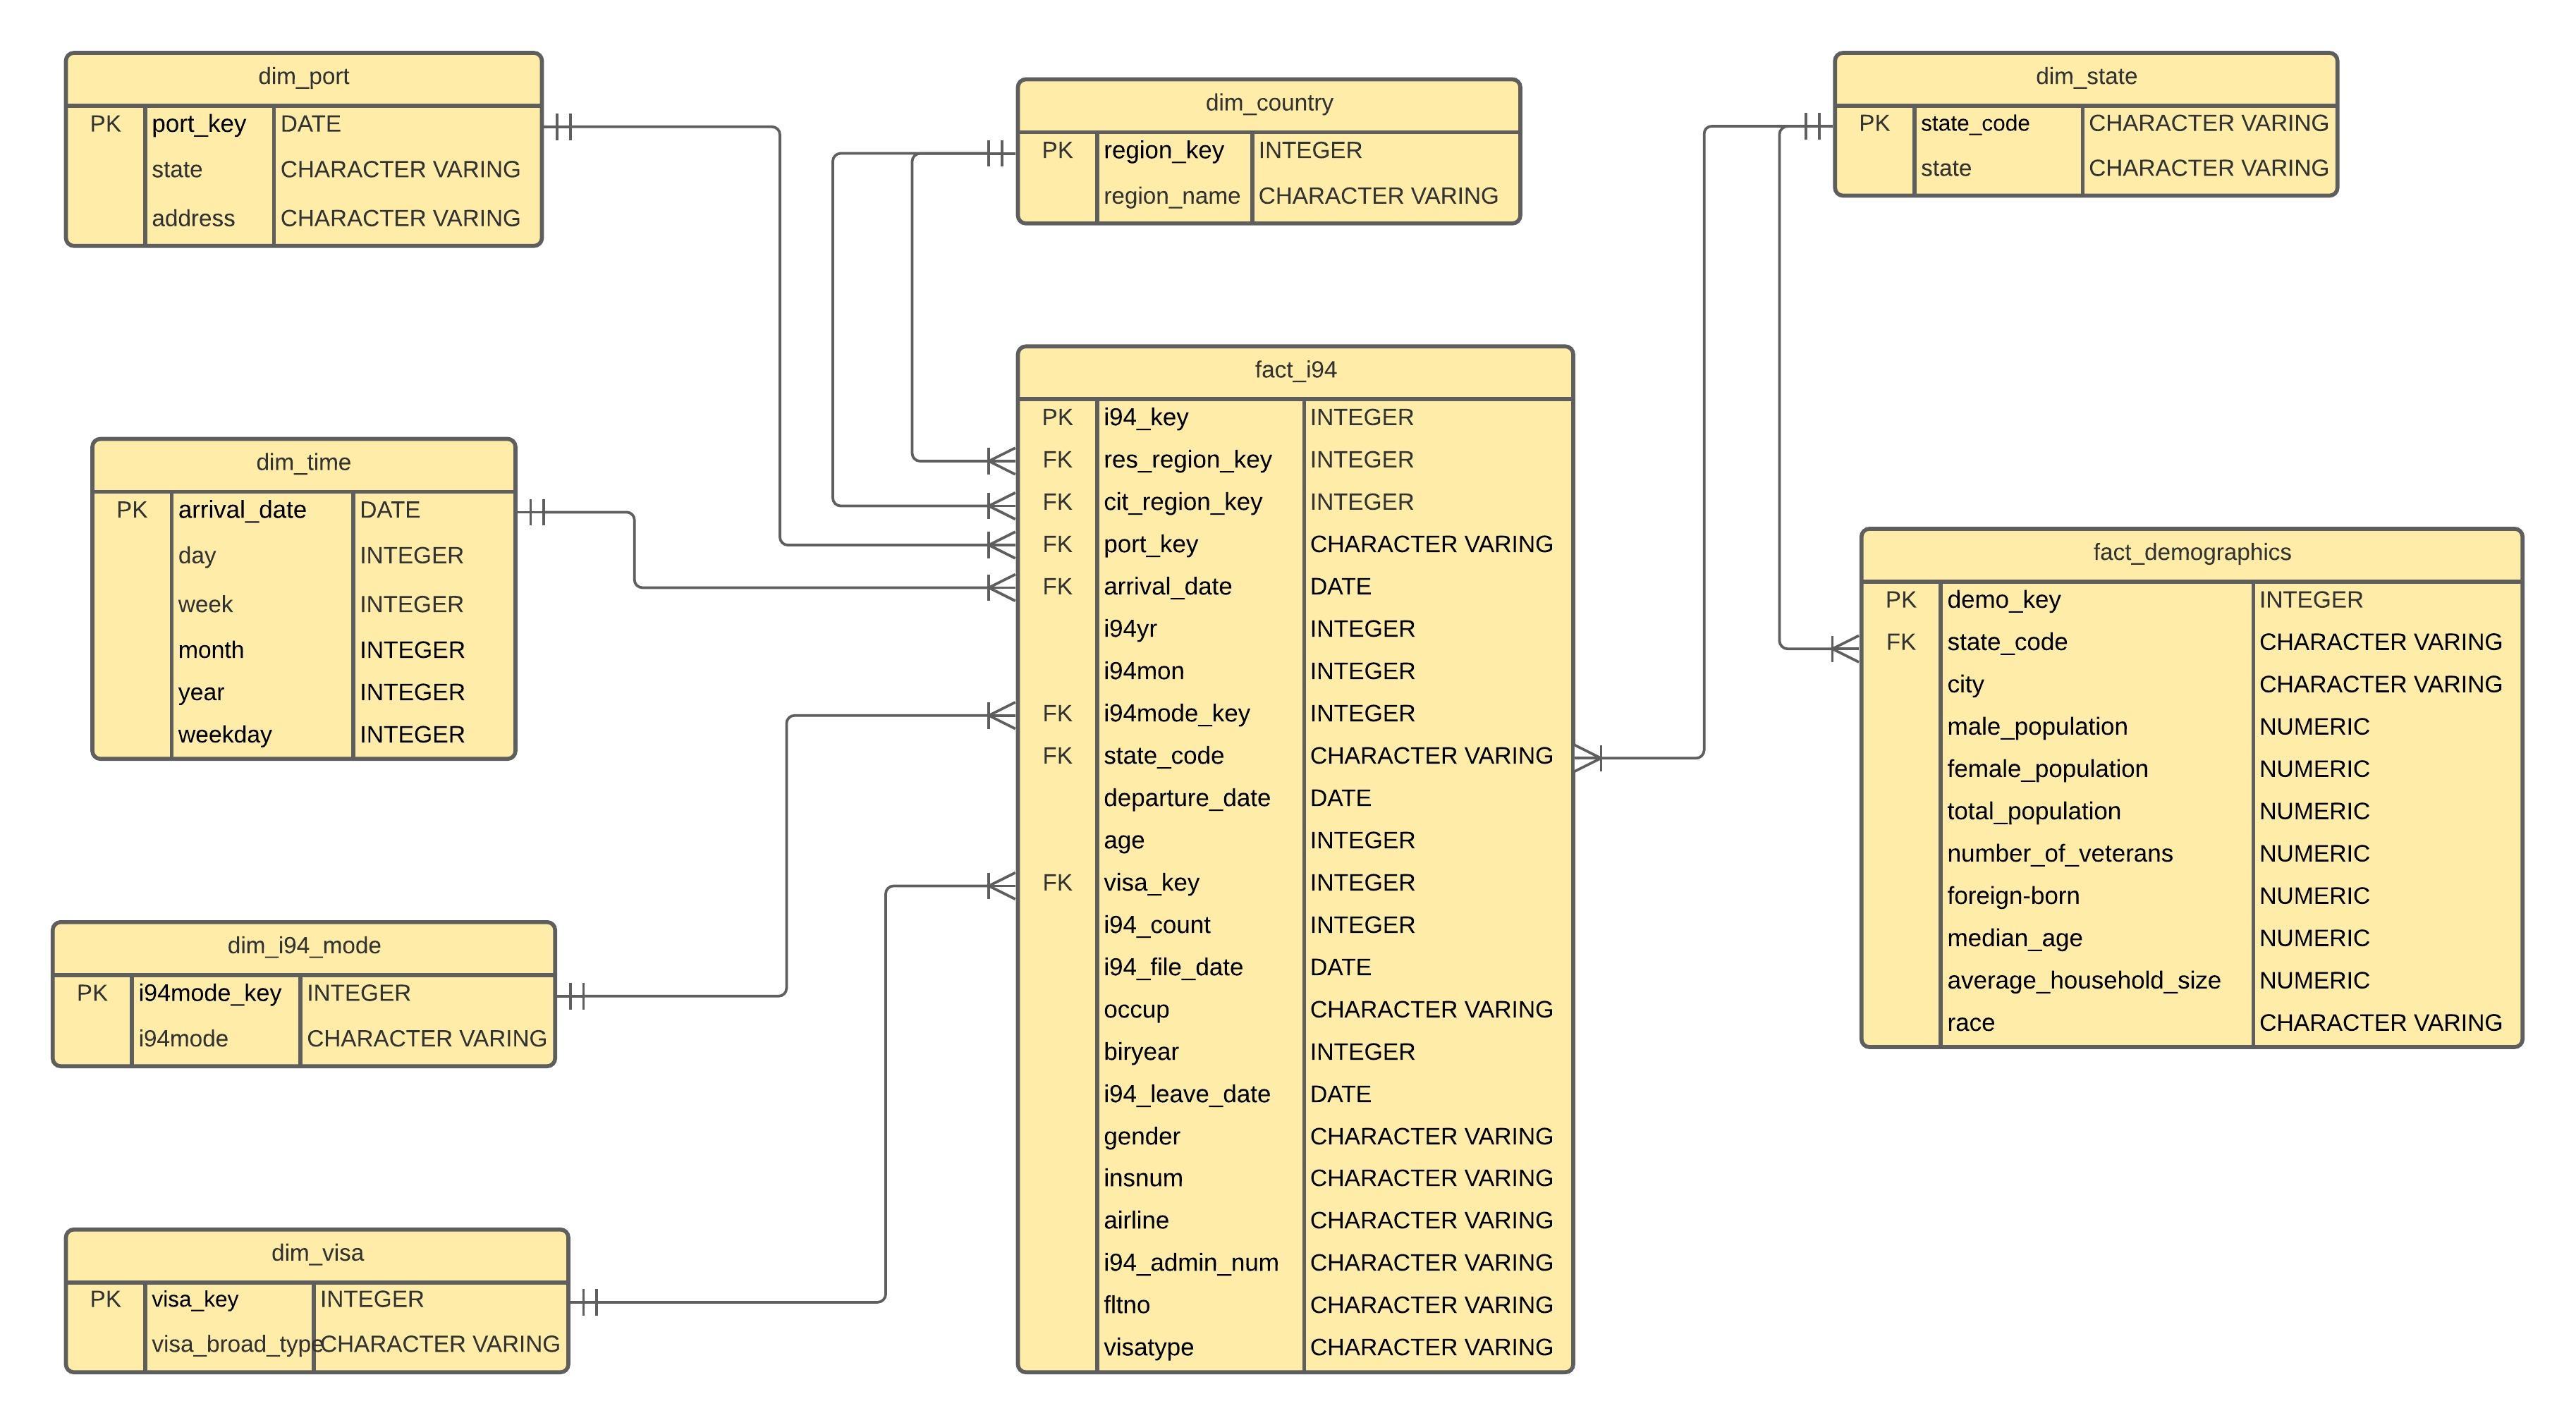 dim_port
PK port_key DATE
state CHARACTER VARING
address CHARACTER VARING
dim_country
PK region_key INTEGER
region_name CHARACTER VARING
dim_state
PK state_code CHARACTER VARING
state CHARACTER VARING
dim_time
PK arrival_date DATE
day INTEGER
week INTEGER
month INTEGER
year INTEGER
weekday INTEGER
fact_i94
PK i94_key INTEGER
FK res_region_key INTEGER
FK cit_region_key INTEGER
FK port_key CHARACTER VARING
FK arrival_date DATE
i94yr INTEGER
i94mon INTEGER
FK i94mode_key INTEGER
FK state_code CHARACTER VARING
departure_date DATE
age INTEGER
FK visa_key INTEGER
i94_count INTEGER
i94_file_date DATE
occup CHARACTER VARING
biryear INTEGER
i94_leave_date DATE
gender CHARACTER VARING
insnum CHARACTER VARING
airline CHARACTER VARING
i94_admin_num CHARACTER VARING
fltno CHARACTER VARING
visatype CHARACTER VARING
fact_demographics
PK demo_key INTEGER
FK state_code CHARACTER VARING
city CHARACTER VARING
male_population NUMERIC
female_population NUMERIC
total_population NUMERIC
number_of_veterans NUMERIC
foreign-born NUMERIC
median_age NUMERIC
average_household_size NUMERIC
race CHARACTER VARING
dim_i94_mode
PK i94mode_key INTEGER
i94mode CHARACTER VARING
dim_visa
PK visa_key INTEGER
visa_broad_type CHARACTER VARING